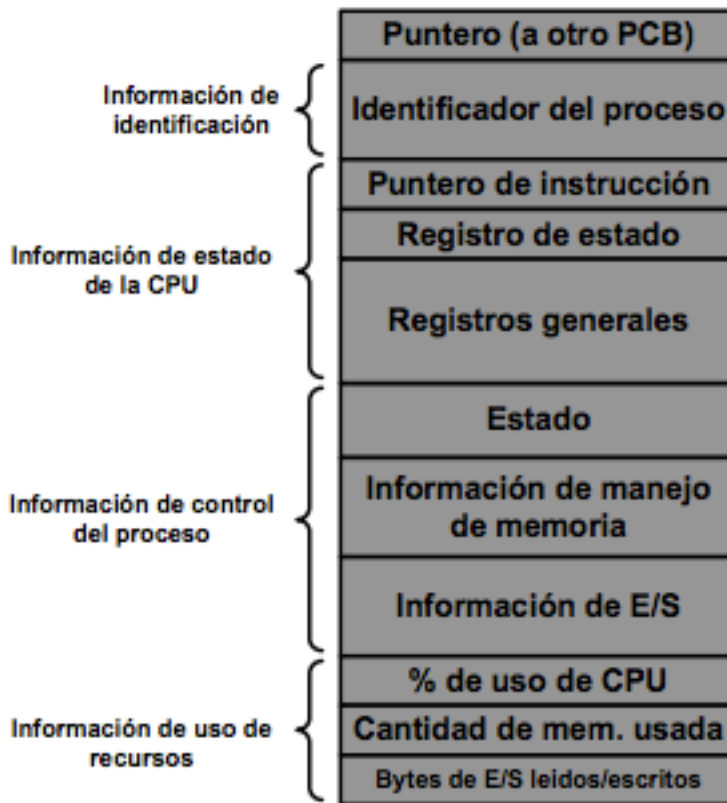 Puntero (a otro PCB)
Información de
identificación
Identificador del proceso
Información de estado
de la CPU
Puntero de instrucción
Registro de estado
Registros generales
Información de control
del proceso
Estado
Información de manejo
de memoria
Información de E/S
Información de uso de
recursos
% de uso de CPU
Cantidad de mem. usada
Bytes de E/S leidos/escritos